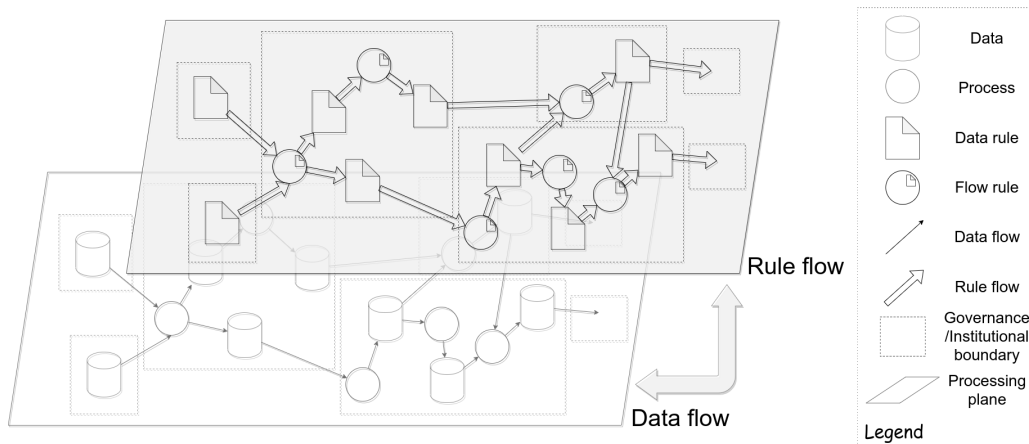 Rule flow
Data flow
Data
Process
Data rule
Flow rule
Data flow
Rule flow
Governance
/Institutional
boundary
Processing
plane
Legend